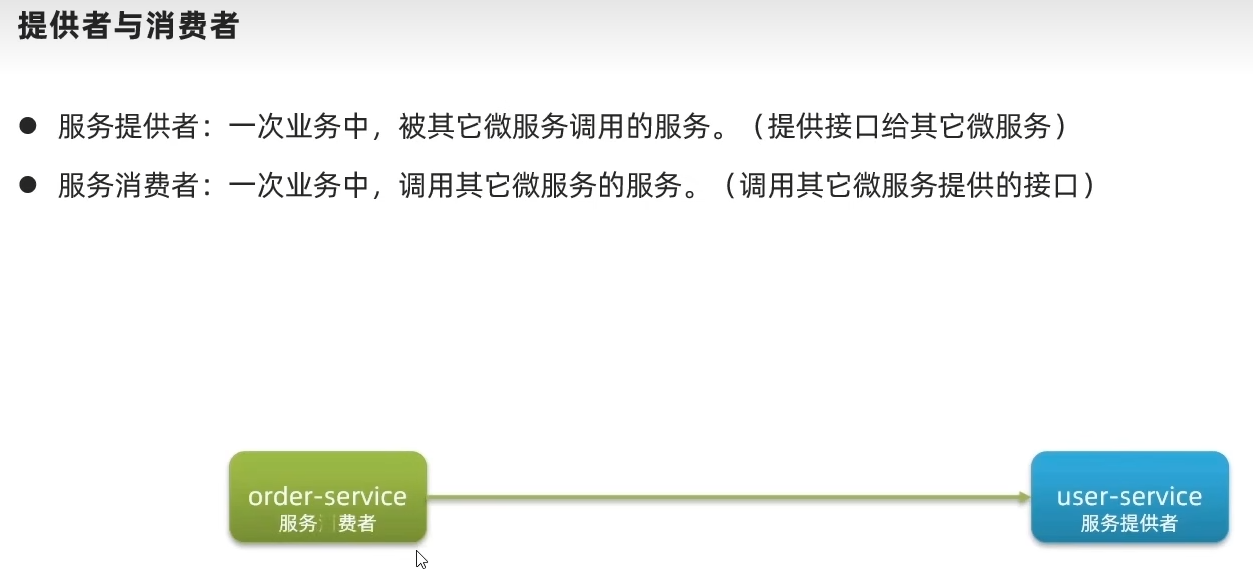 提供者与消费者
● 服务提供者：一次业务中，被其它微服务调用的服务。（提供接口给其它微服务）
● 服务消费者：一次业务中，调用其它微服务的服务。（调用其它微服务提供的接口）
order-service
服务消费者
user-service
服务提供者